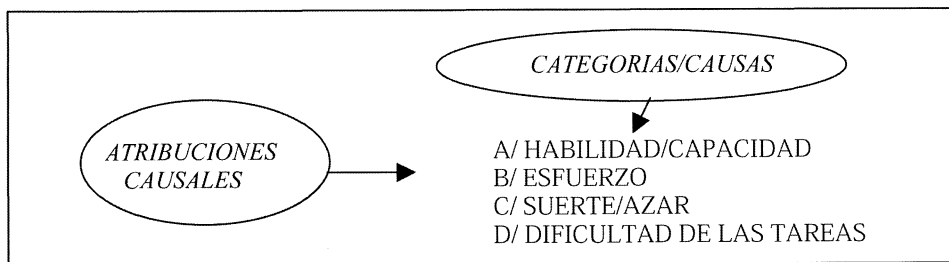 CATEGORIAS/CAUSAS
ATRIBUCIONES
CAUSALES
A/ HABILIDAD/CAPACIDAD
B/ ESFUERZO
C/ SUERTE/AZAR
D/ DIFICULTAD DE LAS TAREAS